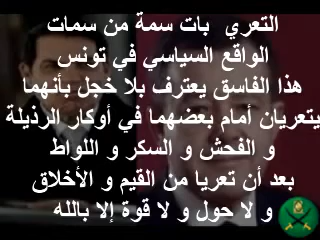 التعري بات سمة من سمات
الواقع السياسي في تونس
هذا الفاسق يعترف بلا خجل بأنهما
يتعريان أمام بعضهما في أوكار الرذيلة
و الفحش و السكر و اللواط
بعد أن تعريا من القيم و الأخلاق
و لا حول و لا قوة إلا بالله